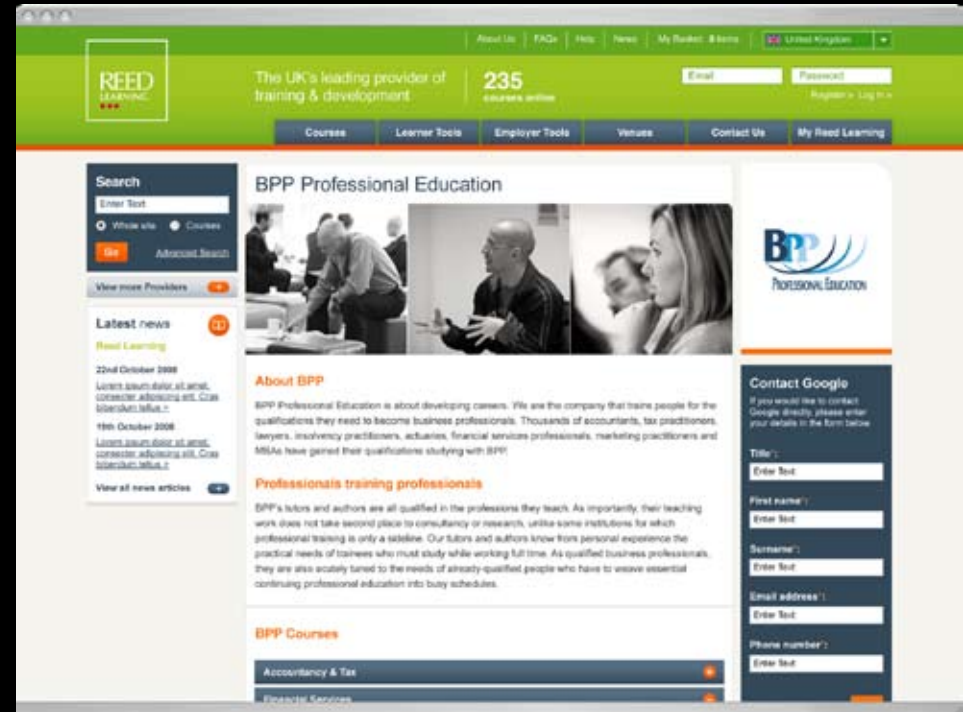 About Us | FAQs | Help | News | My Basket: 0 items
United Kingdom
REED
LEARNING
The UK's leading provider of
training & development
235
courses online
Email
Password
Register » Log In »
Courses
Learner Tools
Employer Tools
Venues
Contact Us
My Reed Learning
Search
Enter Text
Whole site
Courses
Go
Advanced Search
View more Providers
Latest news
Reed Learning
22nd October 2008
Lorem ipsum dolor sit amet,
consecter adipiscing elit. Cras
bibendum tellus >
19th October 2008
Lorem ipsum dolor sit amet,
consecter adipiscing elit. Cras
bibendum tellus >
View all news articles
BPP Professional Education
About BPP
BPP Professional Education is about developing careers. We are the company that trains people for the
qualifications they need to become business professionals. Thousands of accountants, tax practitioners,
lawyers, insolvency practitioners, actuaries, financial services professionals, marketing practitioners and
MBAs have gained their qualifications studying with BPP.
Professionals training professionals
BPP's tutors and authors are all qualified in the professions they teach. As importantly, their teaching
work does not take second place to consultancy or research, unlike some institutions for which
professional training is only a sideline. Our tutors and authors know from personal experience the
practical needs of trainees who must study while working full time. As qualified business professionals,
they are also acutely tuned to the needs of already-qualified people who have to weave essential
continuing professional education into busy schedules.
BPP Courses
Accountancy & Tax
Financial Services
BPP
PROFESSIONAL EDUCATION
Contact Google
If you would like to contact
Google directly, please enter
your details in the form below
Title*:
Enter Text
First name*:
Enter Text
Surname*:
Enter Text
Email address*:
Enter Text
Phone number*:
Enter Text